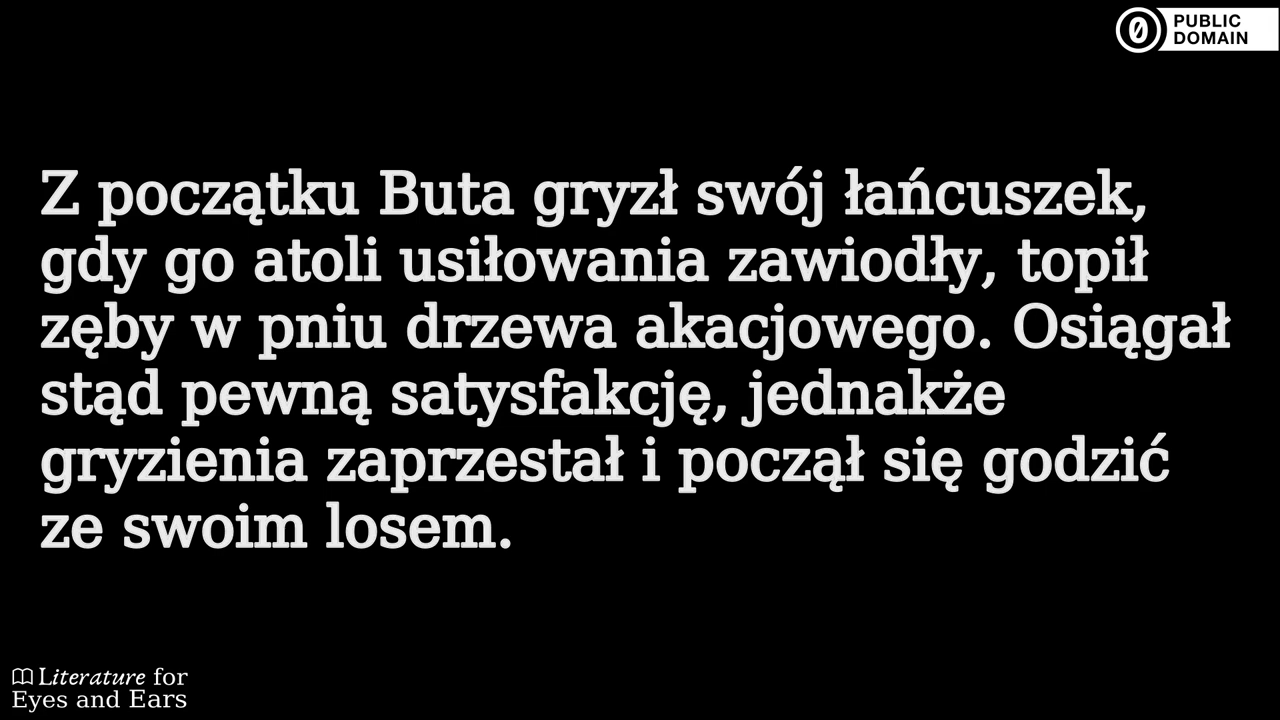 PUBLIC
DOMAIN
Z początku Buta gryzł swój łańcuszek,
gdy go atoli usiłowania zawiodły, topił
zęby w pniu drzewa akacjowego. Osiągał
stąd pewną satysfakcję, jednakże
gryzienia zaprzestał i począł się godzić
ze swoim losem.
Literature for
Eyes and Ears